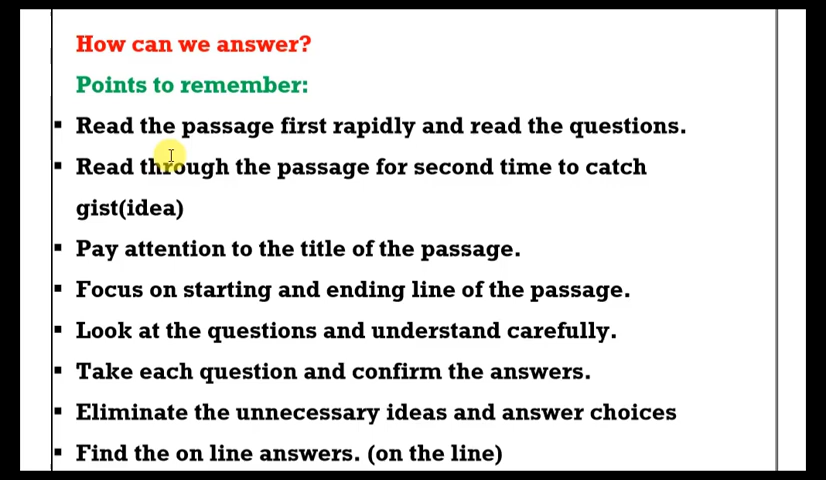 How can we answer?
Points to remember:
▪ Read the passage first rapidly and read the questions.
▪ Read through the passage for second time to catch
gist(idea)
▪ Pay attention to the title of the passage.
▪ Focus on starting and ending line of the passage.
▪ Look at the questions and understand carefully.
▪ Take each question and confirm the answers.
▪ Eliminate the unnecessary ideas and answer choices
▪ Find the on line answers. (on the line)